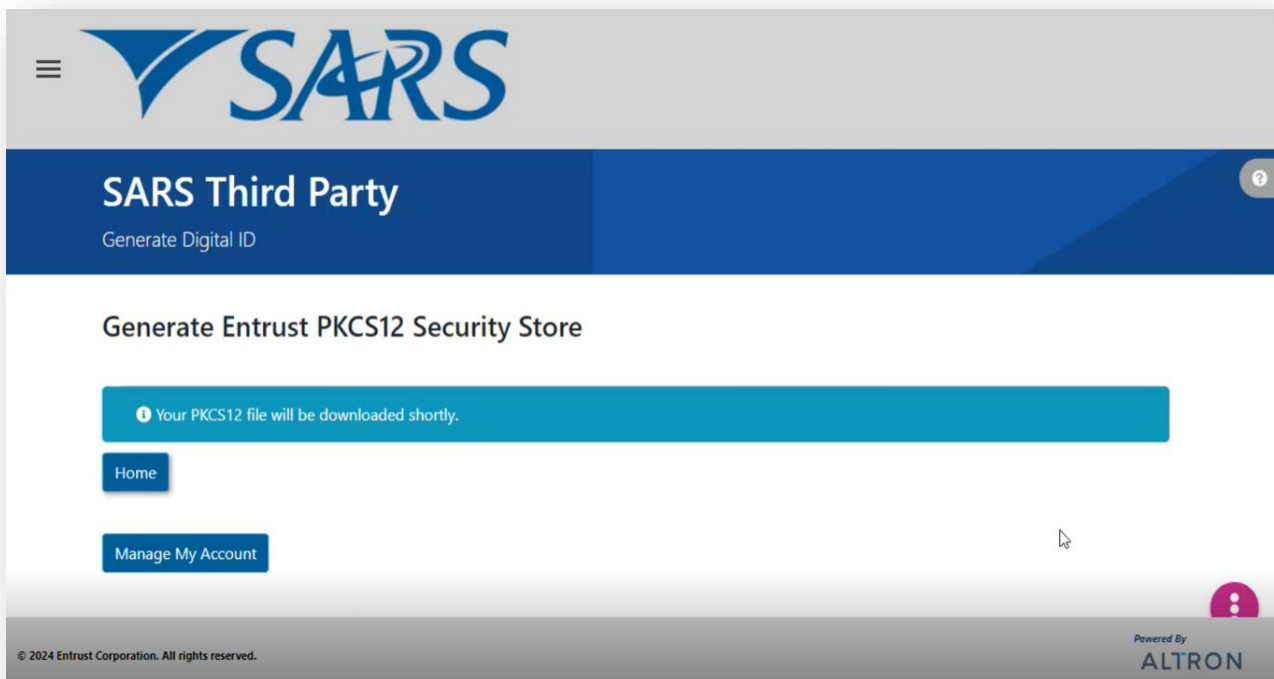 SARS
SARS Third Party
Generate Digital ID
Generate Entrust PKCS12 Security Store
Your PKCS12 file will be downloaded shortly.
Home
Manage My Account
© 2024 Entrust Corporation. All rights reserved.
Powered By
ALTRON